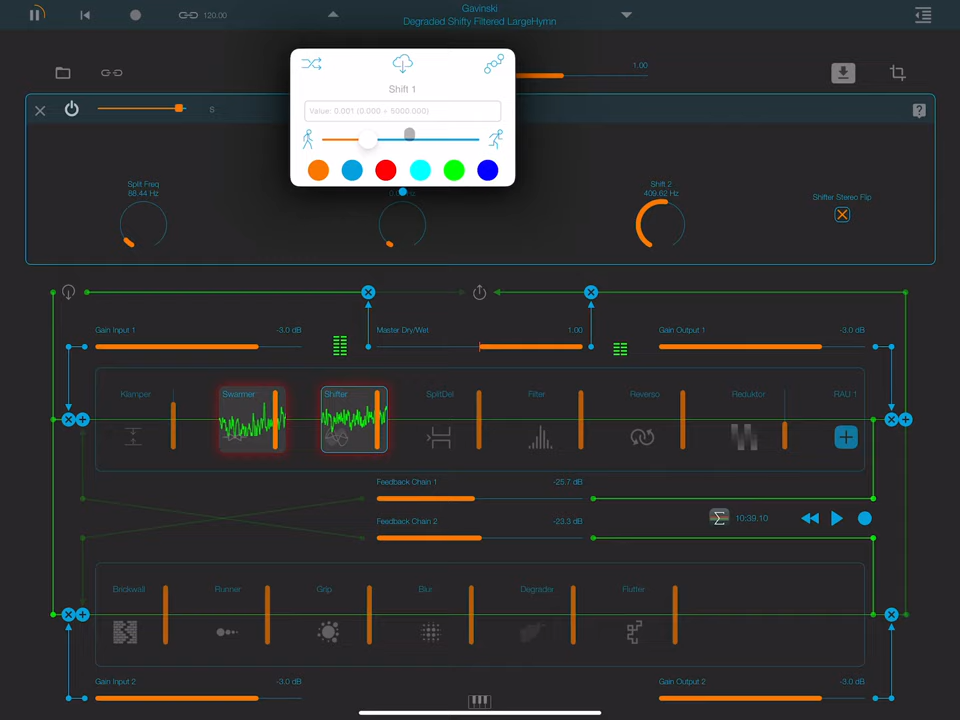 120.00
Gavinski
Degraded Shifty Filtered LargeHymn
1.00
Shift 1
Value: 0.001 (0.000 + 5000.000)
S
Split Freq
88.44 Hz
Shift 2
409.62 Hz
Shifter Stereo Flip
Gain Input 1
-3.0 dB
Master Dry/Wet
1.00
Gain Output 1
-3.0 dB
Klamper
Swarmer
Shifter
SplitDel
Filter
Reverso
Reduktor
RAU 1
Feedback Chain 1
-25.7 dB
Feedback Chain 2
-23.3 dB
10:39.10
Brickwall
Runner
Grip
Blur
Degrader
Flutter
Gain Input 2
-3.0 dB
Gain Output 2
-3.0 dB